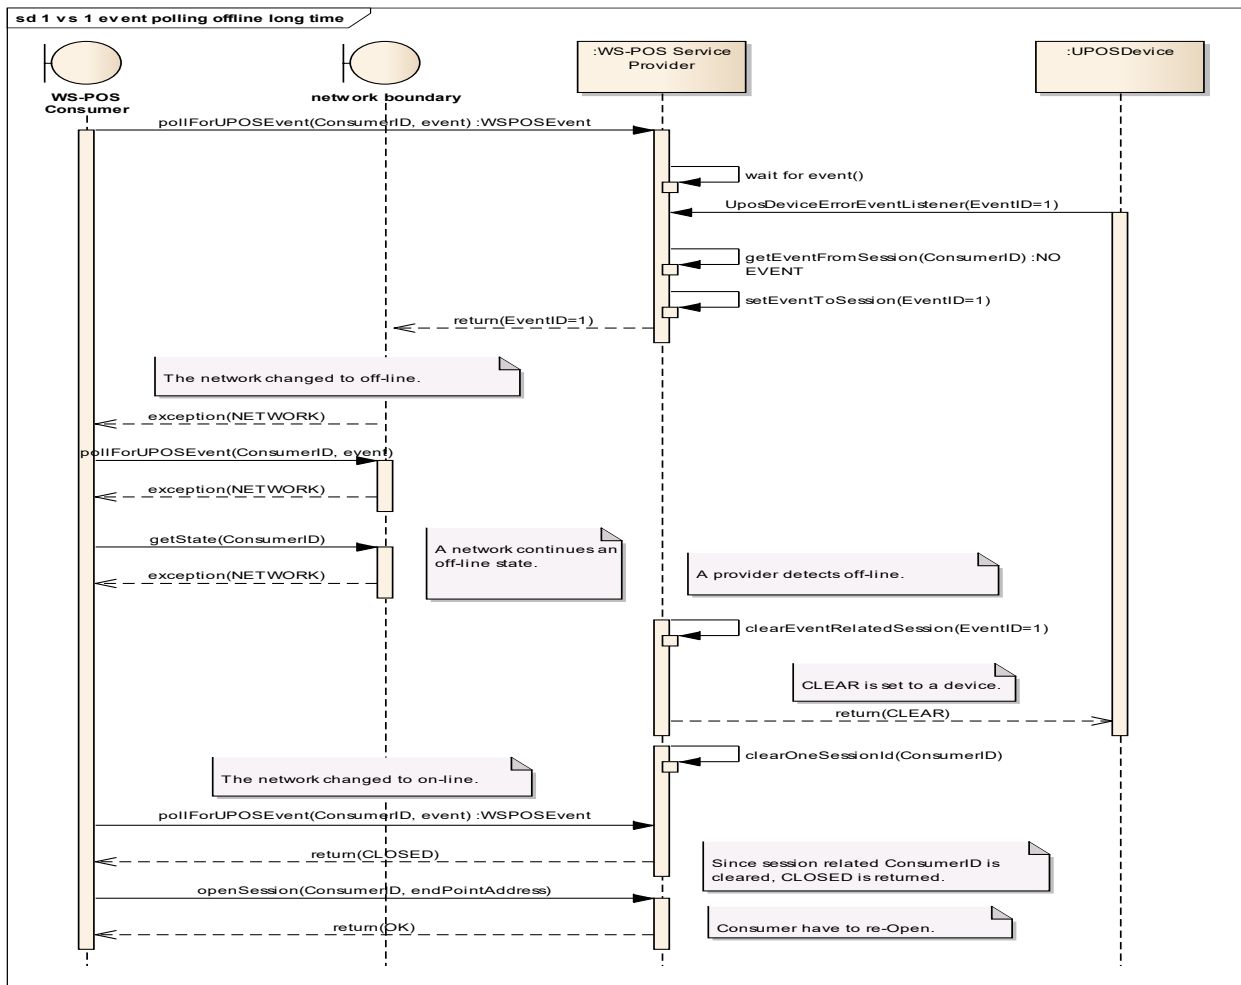 sd 1 vs 1 event polling offline long time
WS-POS
Consumer
network boundary
:WS-POS Service
Provider
:UPOSDevice
pollForUPOSEvent(ConsumerID, event) :WSPOSEvent
wait for event()
UposDeviceErrorEventListener(EventID=1)
getEventFromSession(ConsumerID) :NO
EVENT
setEventToSession(EventID=1)
return(EventID=1)
The network changed to off-line.
exception(NETWORK)
pollForUPOSEvent(ConsumerID, event)
exception(NETWORK)
getState(ConsumerID)
A network continues an
off-line state.
exception(NETWORK)
A provider detects off-line.
clearEventRelatedSession(EventID=1)
CLEAR is set to a device.
return(CLEAR)
clearOneSessionId(ConsumerID)
The network changed to on-line.
pollForUPOSEvent(ConsumerID, event) :WSPOSEvent
return(CLOSED)
Since session related ConsumerID is
cleared, CLOSED is returned.
openSession(ConsumerID, endPointAddress)
return(OK)
Consumer have to re-Open.